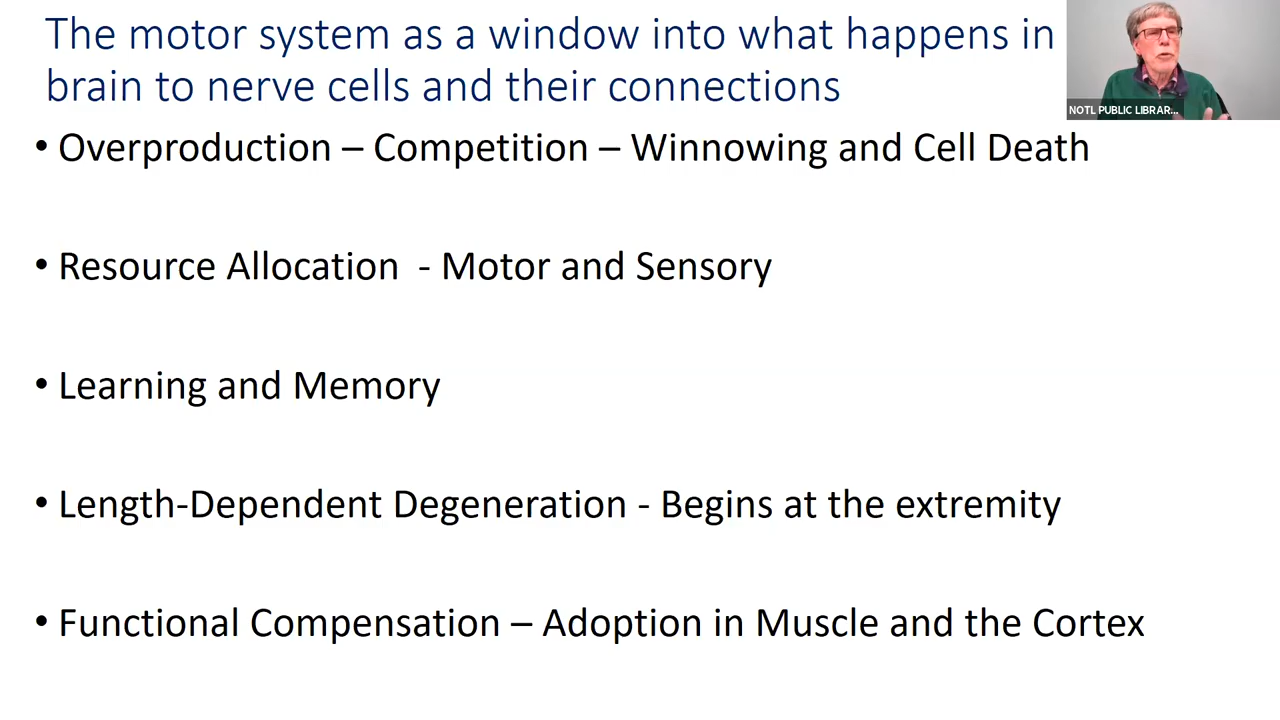 The motor system as a window into what happens in
brain to nerve cells and their connections
NOTL PUBLIC LIBRAR...
• Overproduction – Competition – Winnowing and Cell Death
• Resource Allocation - Motor and Sensory
• Learning and Memory
• Length-Dependent Degeneration - Begins at the extremity
• Functional Compensation – Adoption in Muscle and the Cortex